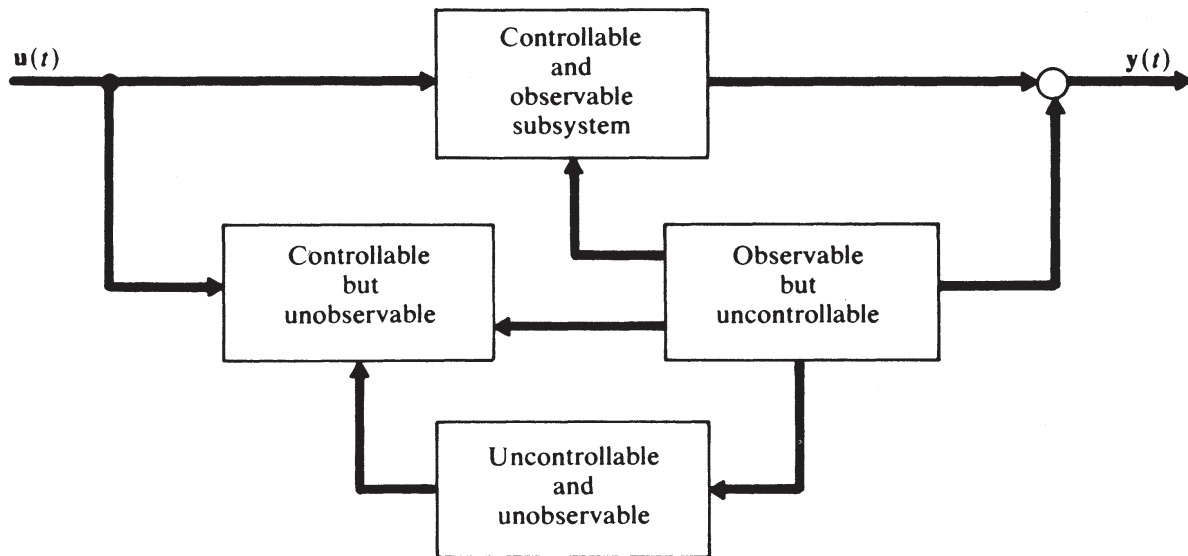 Controllable
and
observable
subsystem
u(t)
y(t)
Controllable
but
unobservable
Observable
but
uncontrollable
Uncontrollable
and
unobservable